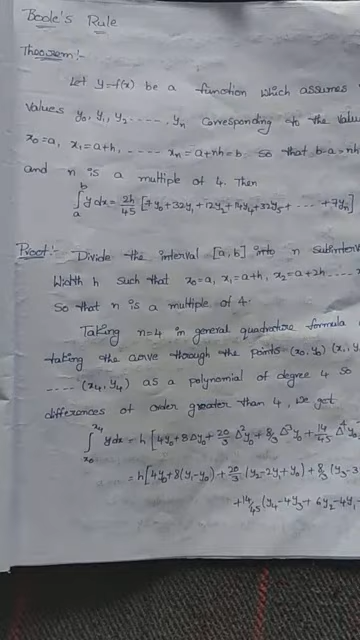 Boole's Rule
Theorem:-
Let y=f(x) be a function which assumes
values y₀, y₁, y₂ ..... yₙ corresponding to the valu
x₀=a, x₁=a+h, ..... xₙ=a+nh=b so that b-a=nh
and n is a multiple of 4. Then
∫ₐᵇ y dx = 2h/45 [7y₀+32y₁+12y₂+14y₄+32y₅+ ... +7yₙ]
Proof:- Divide the interval [a,b] into n subinterv
width h such that x₀=a, x₁=a+h, x₂=a+2h ....
So that n is a multiple of 4.
Taking n=4 in general quadrature formula
taking the curve through the points (x₀,y₀) (x₁,y
.... (x₄,y₄) as a polynomial of degree 4 so
differences of order greater than 4, we get
∫ₓ₀ˣ⁴ y dx = h [4y₀+8Δy₀+20/3 Δ²y₀+8/3 Δ³y₀+14/45 Δ⁴y₀
= h[4y₀+8(y₁-y₀)+20/3 (y₂-2y₁+y₀)+8/3 (y₃-3
+14/45 (y₄-4y₃+6y₂-4y₁-